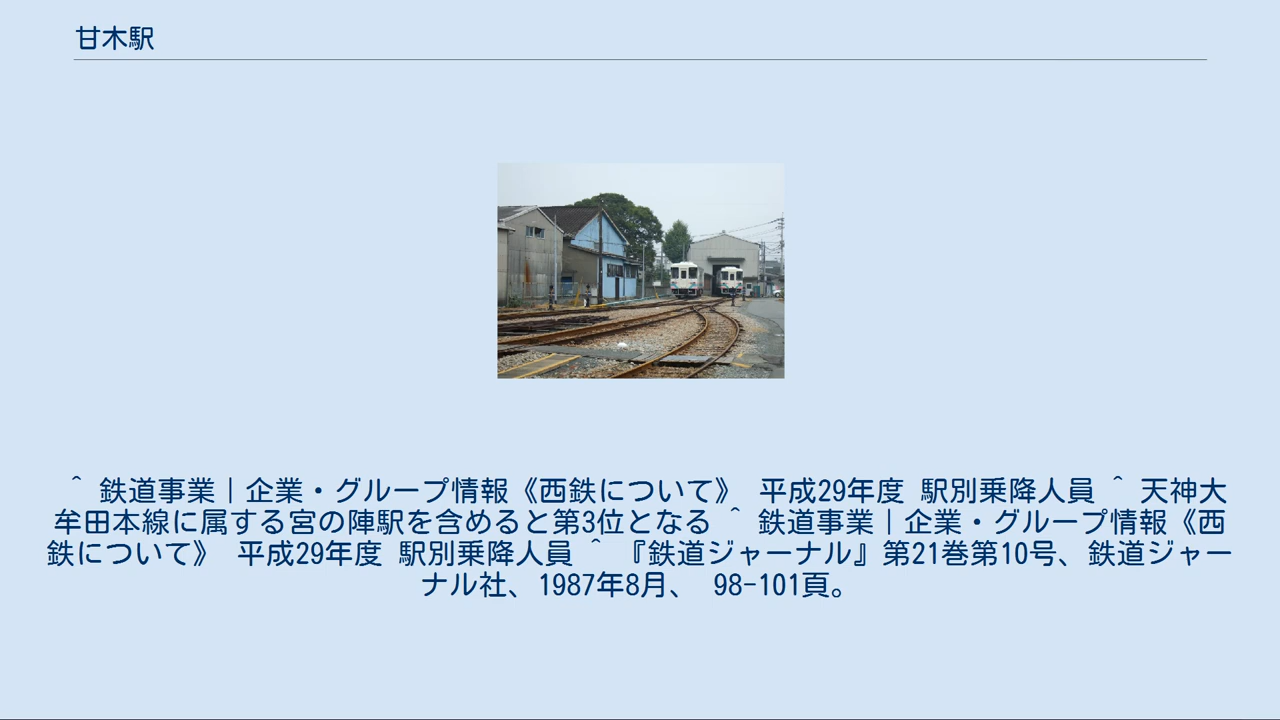 甘木駅
^ 鉄道事業｜企業・グループ情報《西鉄について》 平成29年度 駅別乗降人員 ^ 天神大
牟田本線に属する宮の陣駅を含めると第3位となる ^ 鉄道事業｜企業・グループ情報《西
鉄について》 平成29年度 駅別乗降人員 ^ 『鉄道ジャーナル』第21巻第10号、鉄道ジャー
ナル社、1987年8月、 98-101頁。